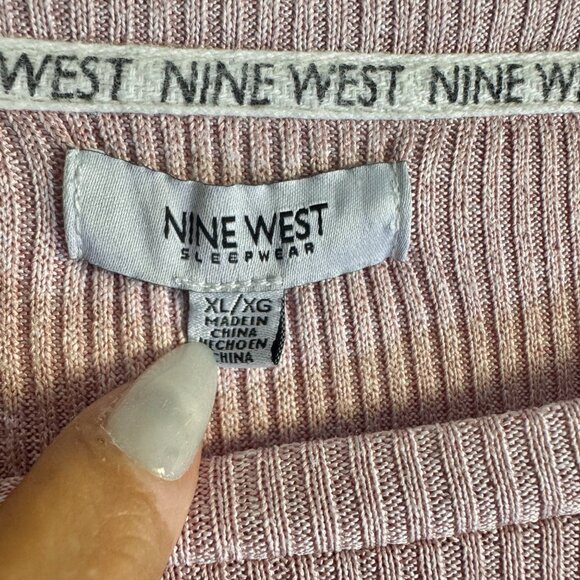 WEST NINE WEST NINE W
NINE WEST
SLEEPWEAR
XL/XG
MADE IN
CHINA
HECHO EN
CHINA